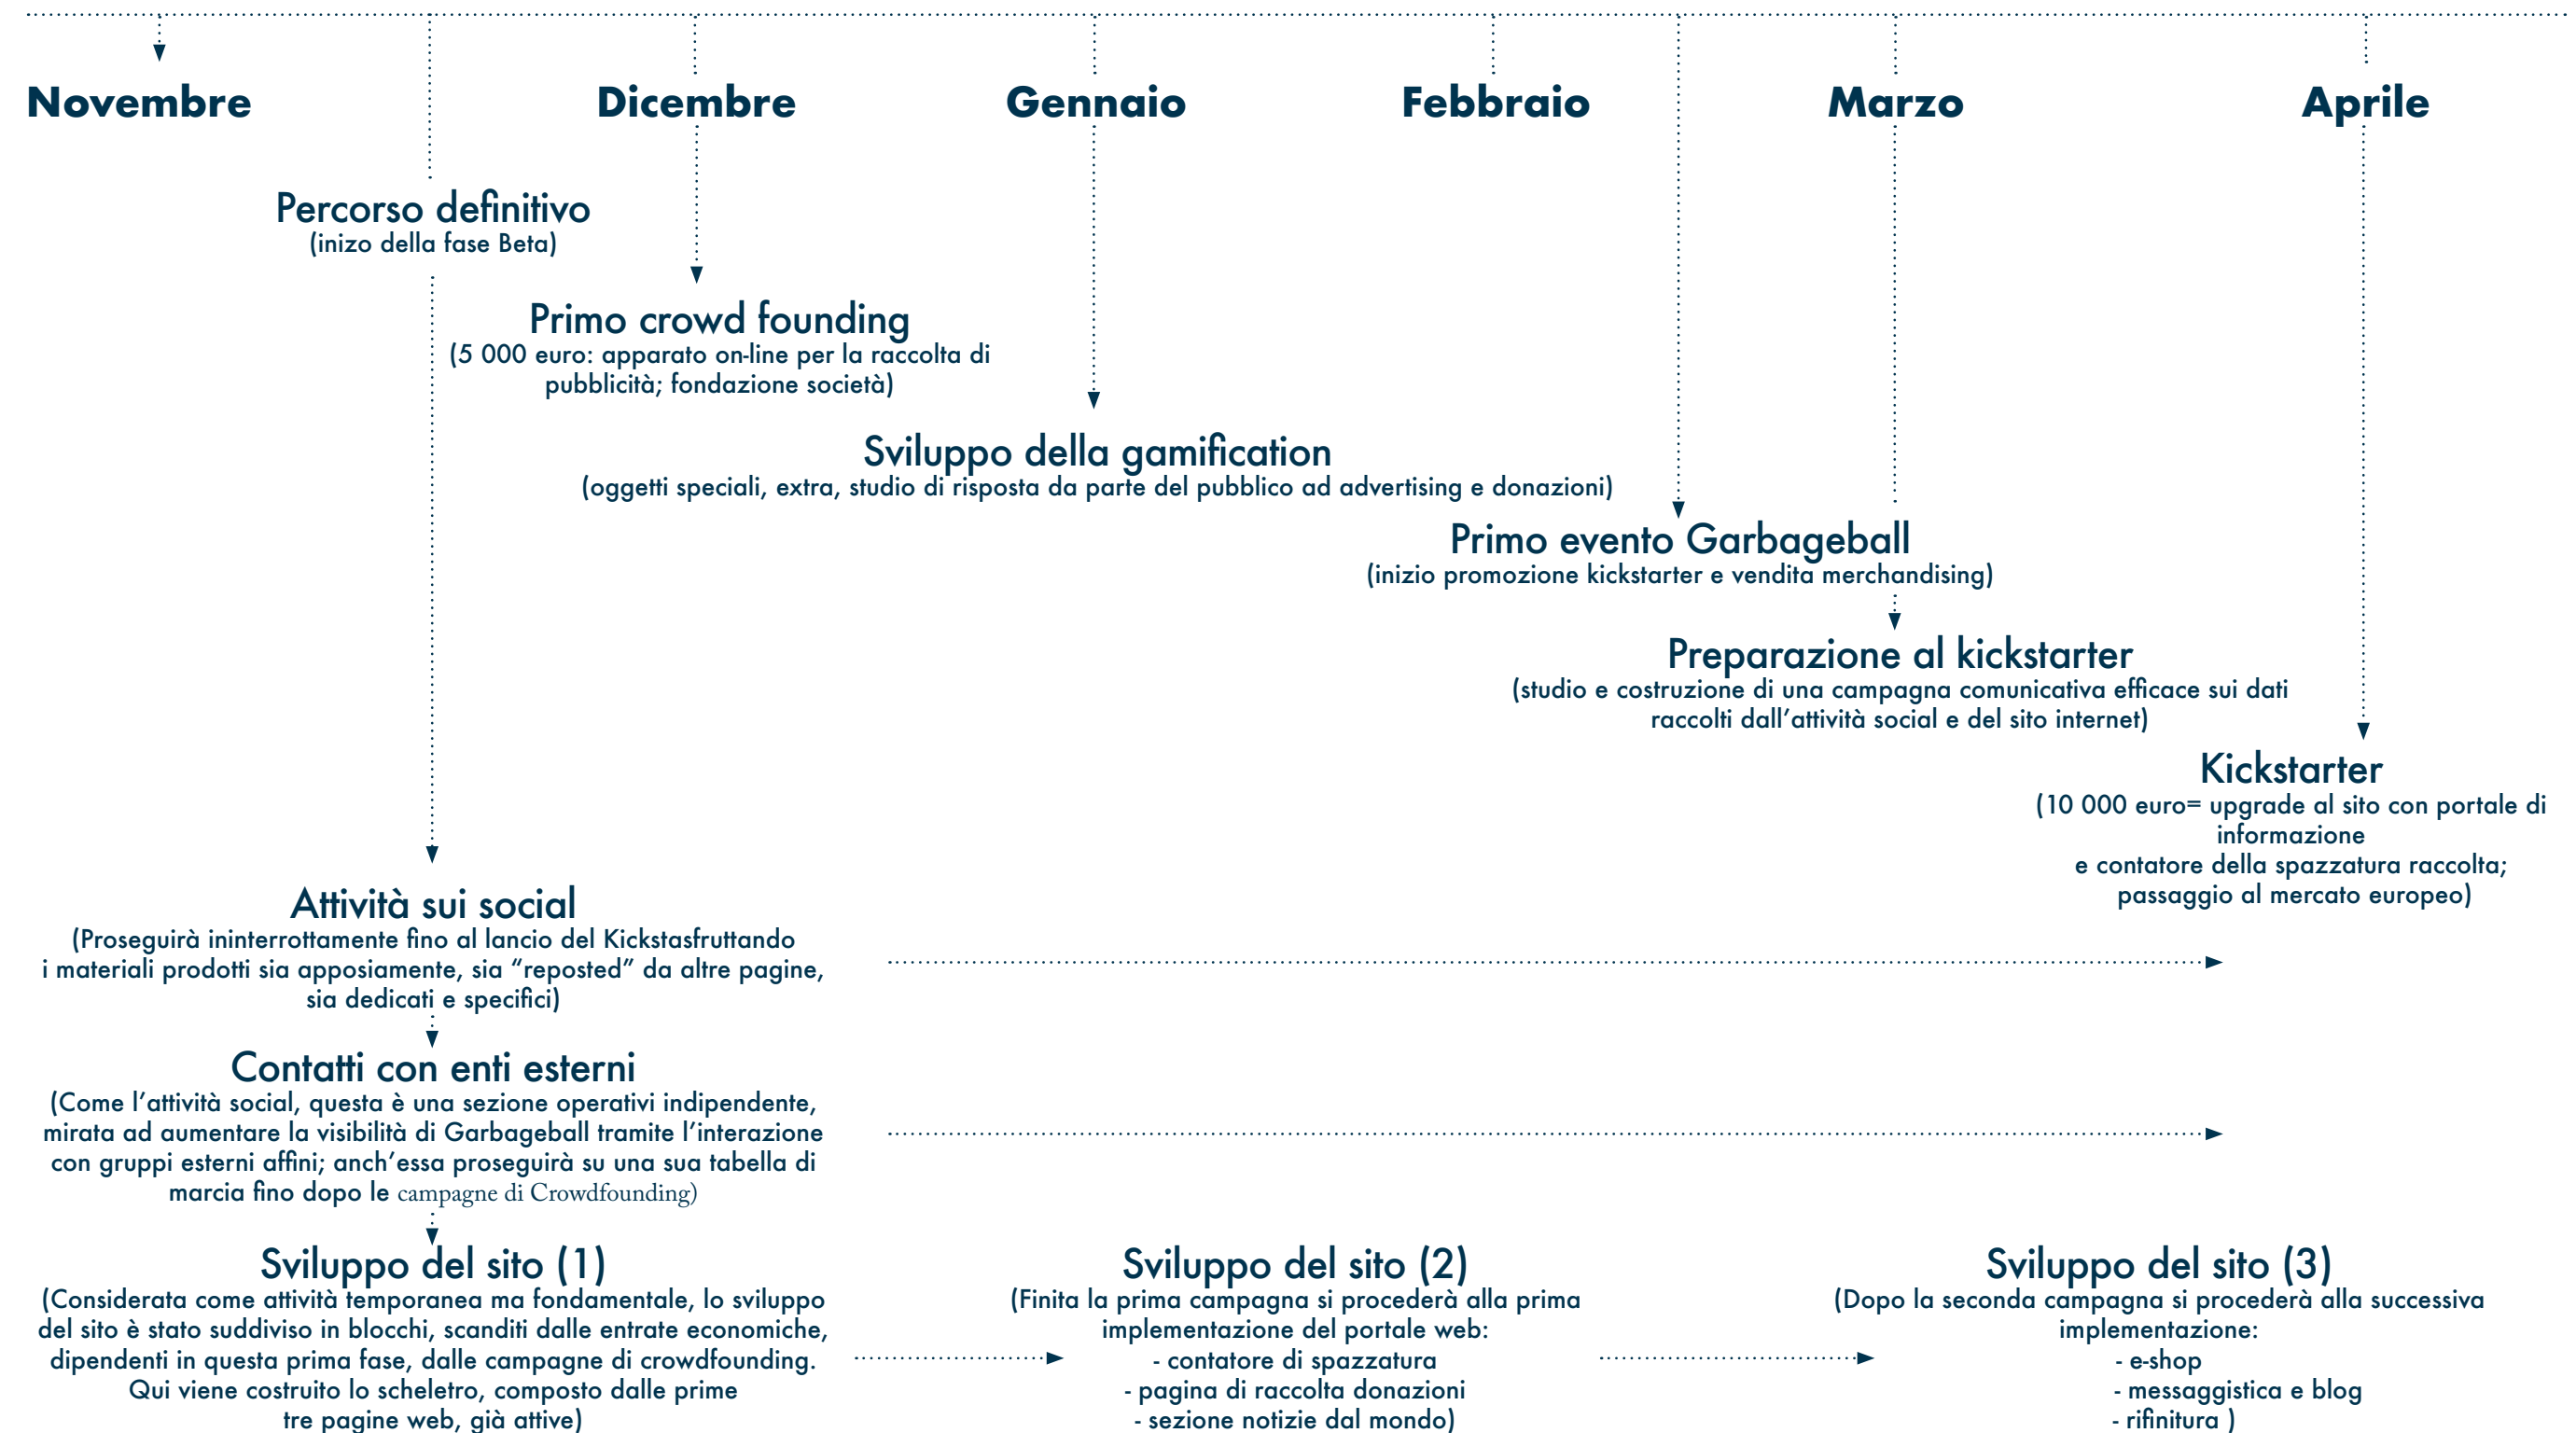 Novembre
Dicembre
Gennaio
Febbraio
Marzo
Aprile
Percorso definitivo
(inizo della fase Beta)
Primo crowd founding
(5 000 euro: apparato on-line per la raccolta di
pubblicità; fondazione società)
Sviluppo della gamification
(oggetti speciali, extra, studio di risposta da parte del pubblico ad advertising e donazioni)
Primo evento Garbageball
(inizio promozione kickstarter e vendita merchandising)
Preparazione al kickstarter
(studio e costruzione di una campagna comunicativa efficace sui dati
raccolti dall’attività social e del sito internet)
Kickstarter
(10 000 euro= upgrade al sito con portale di
informazione
e contatore della spazzatura raccolta;
passaggio al mercato europeo)
Attività sui social
(Proseguirà ininterrottamente fino al lancio del Kickstasfruttando
i materiali prodotti sia apposiamente, sia “reposted” da altre pagine,
sia dedicati e specifici)
Contatti con enti esterni
(Come l’attività social, questa è una sezione operativi indipendente,
mirata ad aumentare la visibilità di Garbageball tramite l’interazione
con gruppi esterni affini; anch’essa proseguirà su una sua tabella di
marcia fino dopo le campagne di Crowdfounding)
Sviluppo del sito (1)
(Considerata come attività temporanea ma fondamentale, lo sviluppo
del sito è stato suddiviso in blocchi, scanditi dalle entrate economiche,
dipendenti in questa prima fase, dalle campagne di crowdfounding.
Qui viene costruito lo scheletro, composto dalle prime
tre pagine web, già attive)
Sviluppo del sito (2)
(Finita la prima campagna si procederà alla prima
implementazione del portale web:
- contatore di spazzatura
- pagina di raccolta donazioni
- sezione notizie dal mondo)
Sviluppo del sito (3)
(Dopo la seconda campagna si procederà alla successiva
implementazione:
- e-shop
- messaggistica e blog
- rifinitura )